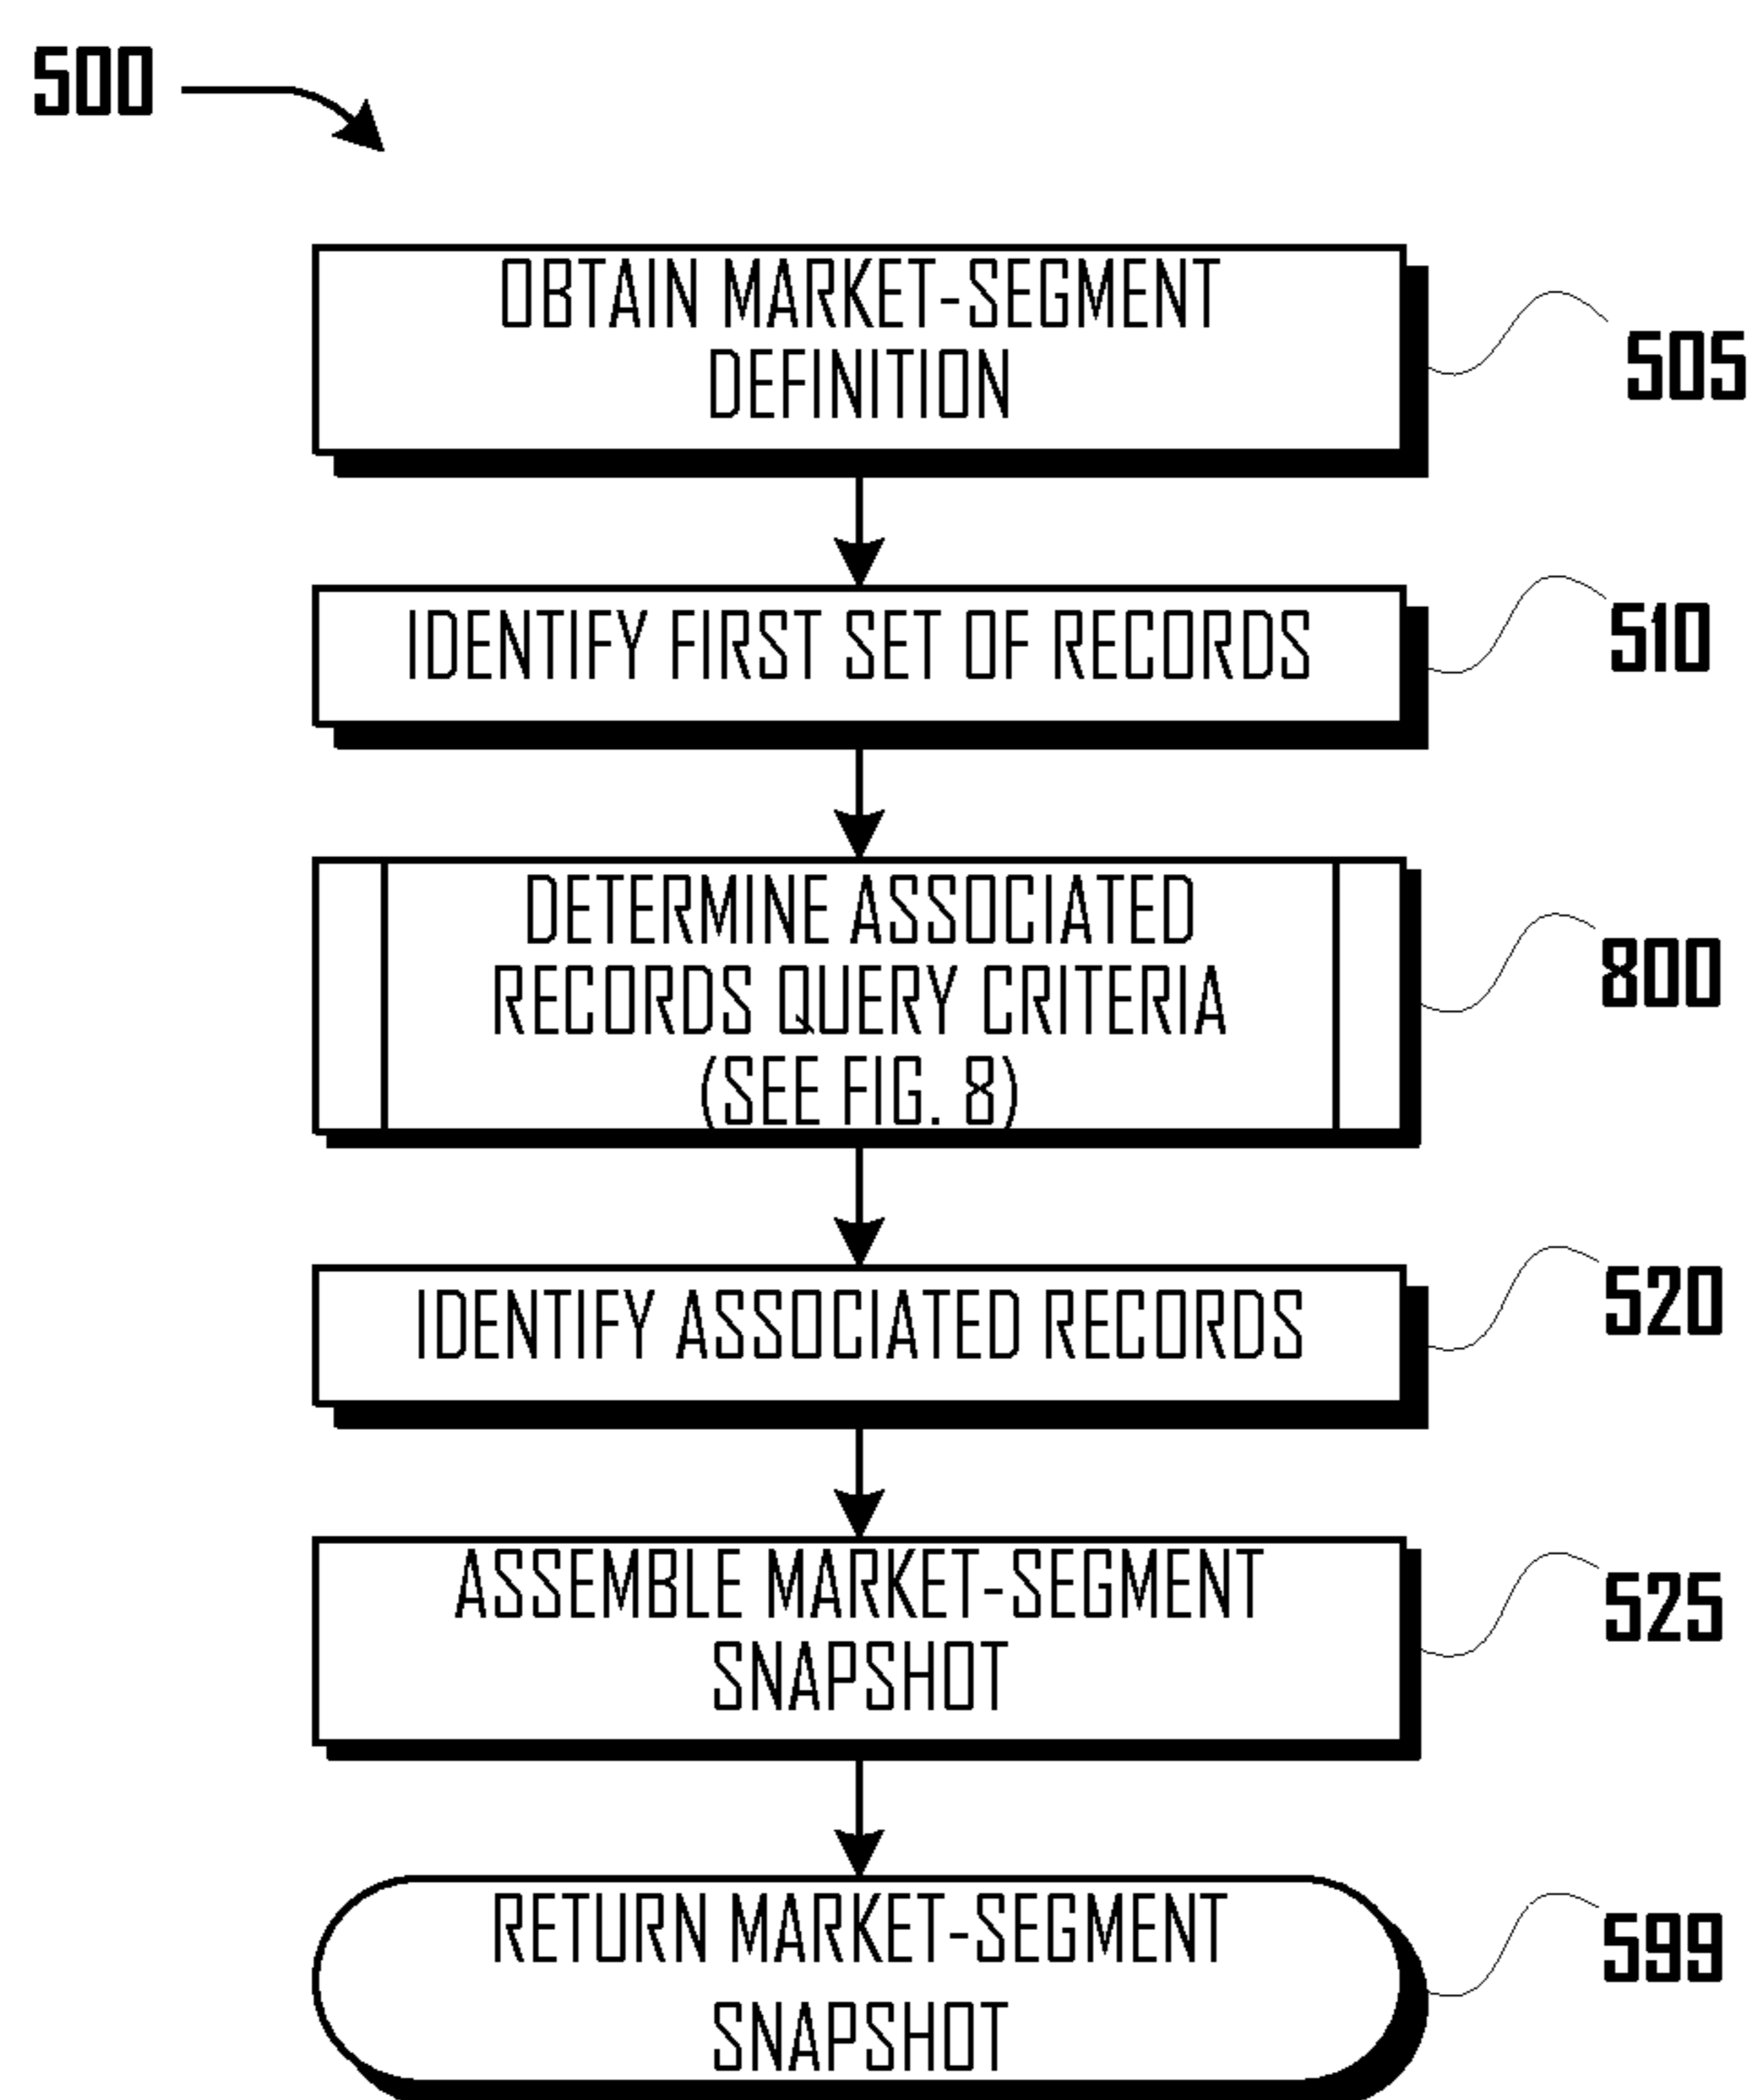 500
OBTAIN MARKET-SEGMENT
DEFINITION
505
IDENTIFY FIRST SET OF RECORDS
510
DETERMINE ASSOCIATED
RECORDS QUERY CRITERIA
(SEE FIG. 8)
800
IDENTIFY ASSOCIATED RECORDS
520
ASSEMBLE MARKET-SEGMENT
SNAPSHOT
525
RETURN MARKET-SEGMENT
SNAPSHOT
599